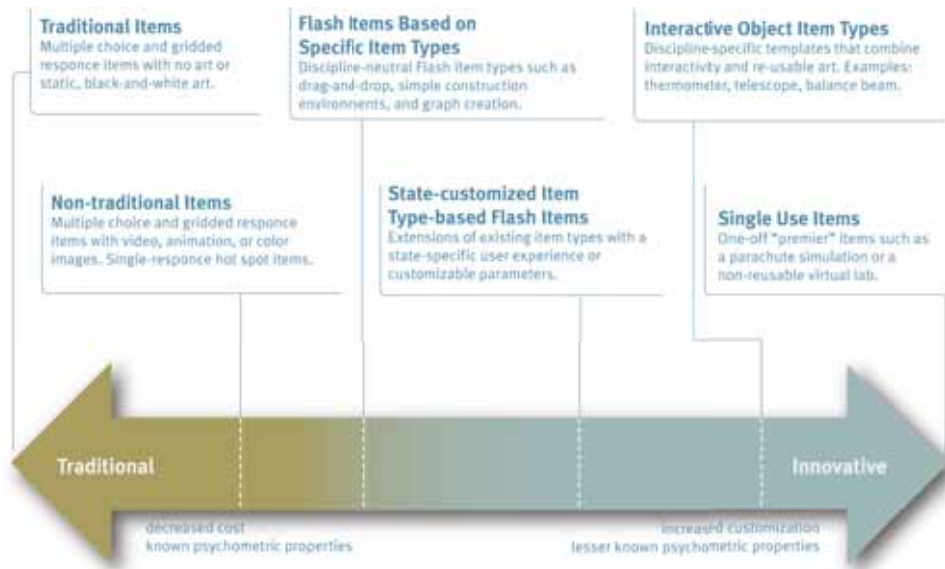 Traditional Items
Multiple choice and gridded
responce items with no art or
static, black-and-white art.
Flash Items Based on
Specific Item Types
Discipline-neutral Flash item types such as
drag-and-drop, simple construction
environments, and graph creation.
Interactive Object Item Types
Discipline-specific templates that combine
interactivity and re-usable art. Examples:
thermometer, telescope, balance beam.
Non-traditional Items
Multiple choice and gridded responce
items with video, animation, or color
images. Single-responce hot spot items.
State-customized Item
Type-based Flash Items
Extensions of existing item types with a
state-specific user experience or
customizable parameters.
Single Use Items
One-off "premier" items such as
a parachute simulation or a
non-reusable virtual lab.
Traditional
Innovative
decreased cost
known psychometric properties
increased customization
lesser known psychometric properties